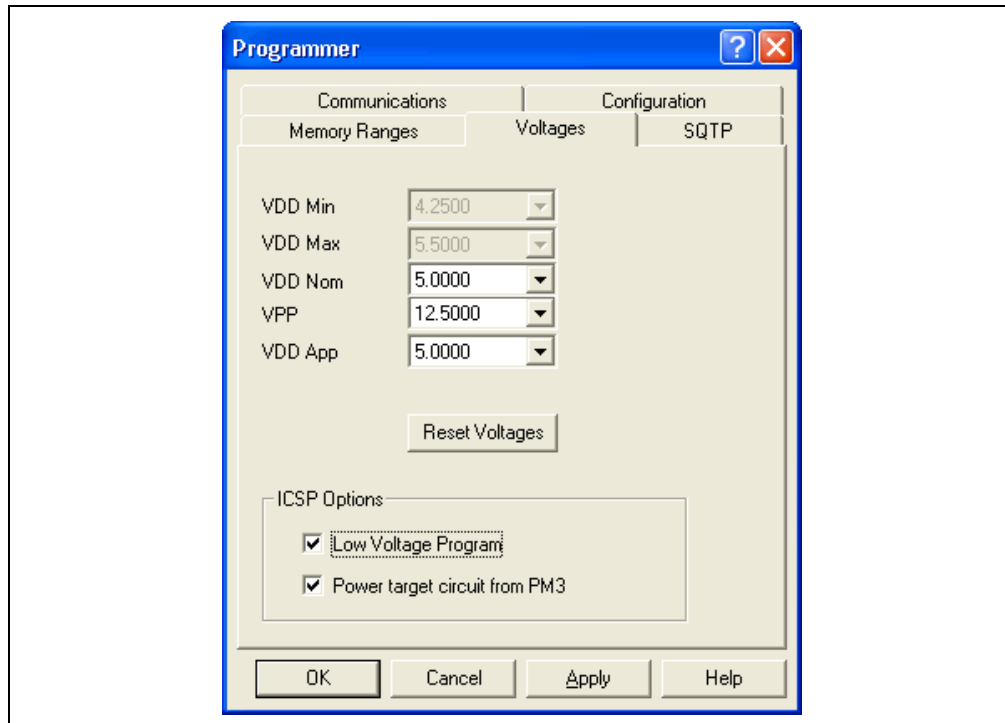 Programmer
Communications Configuration
Memory Ranges Voltages SQTP
VDD Min 4.2500
VDD Max 5.5000
VDD Nom 5.0000
VPP 12.5000
VDD App 5.0000
Reset Voltages
ICSP Options
Low Voltage Program
Power target circuit from PM3
OK Cancel Apply Help